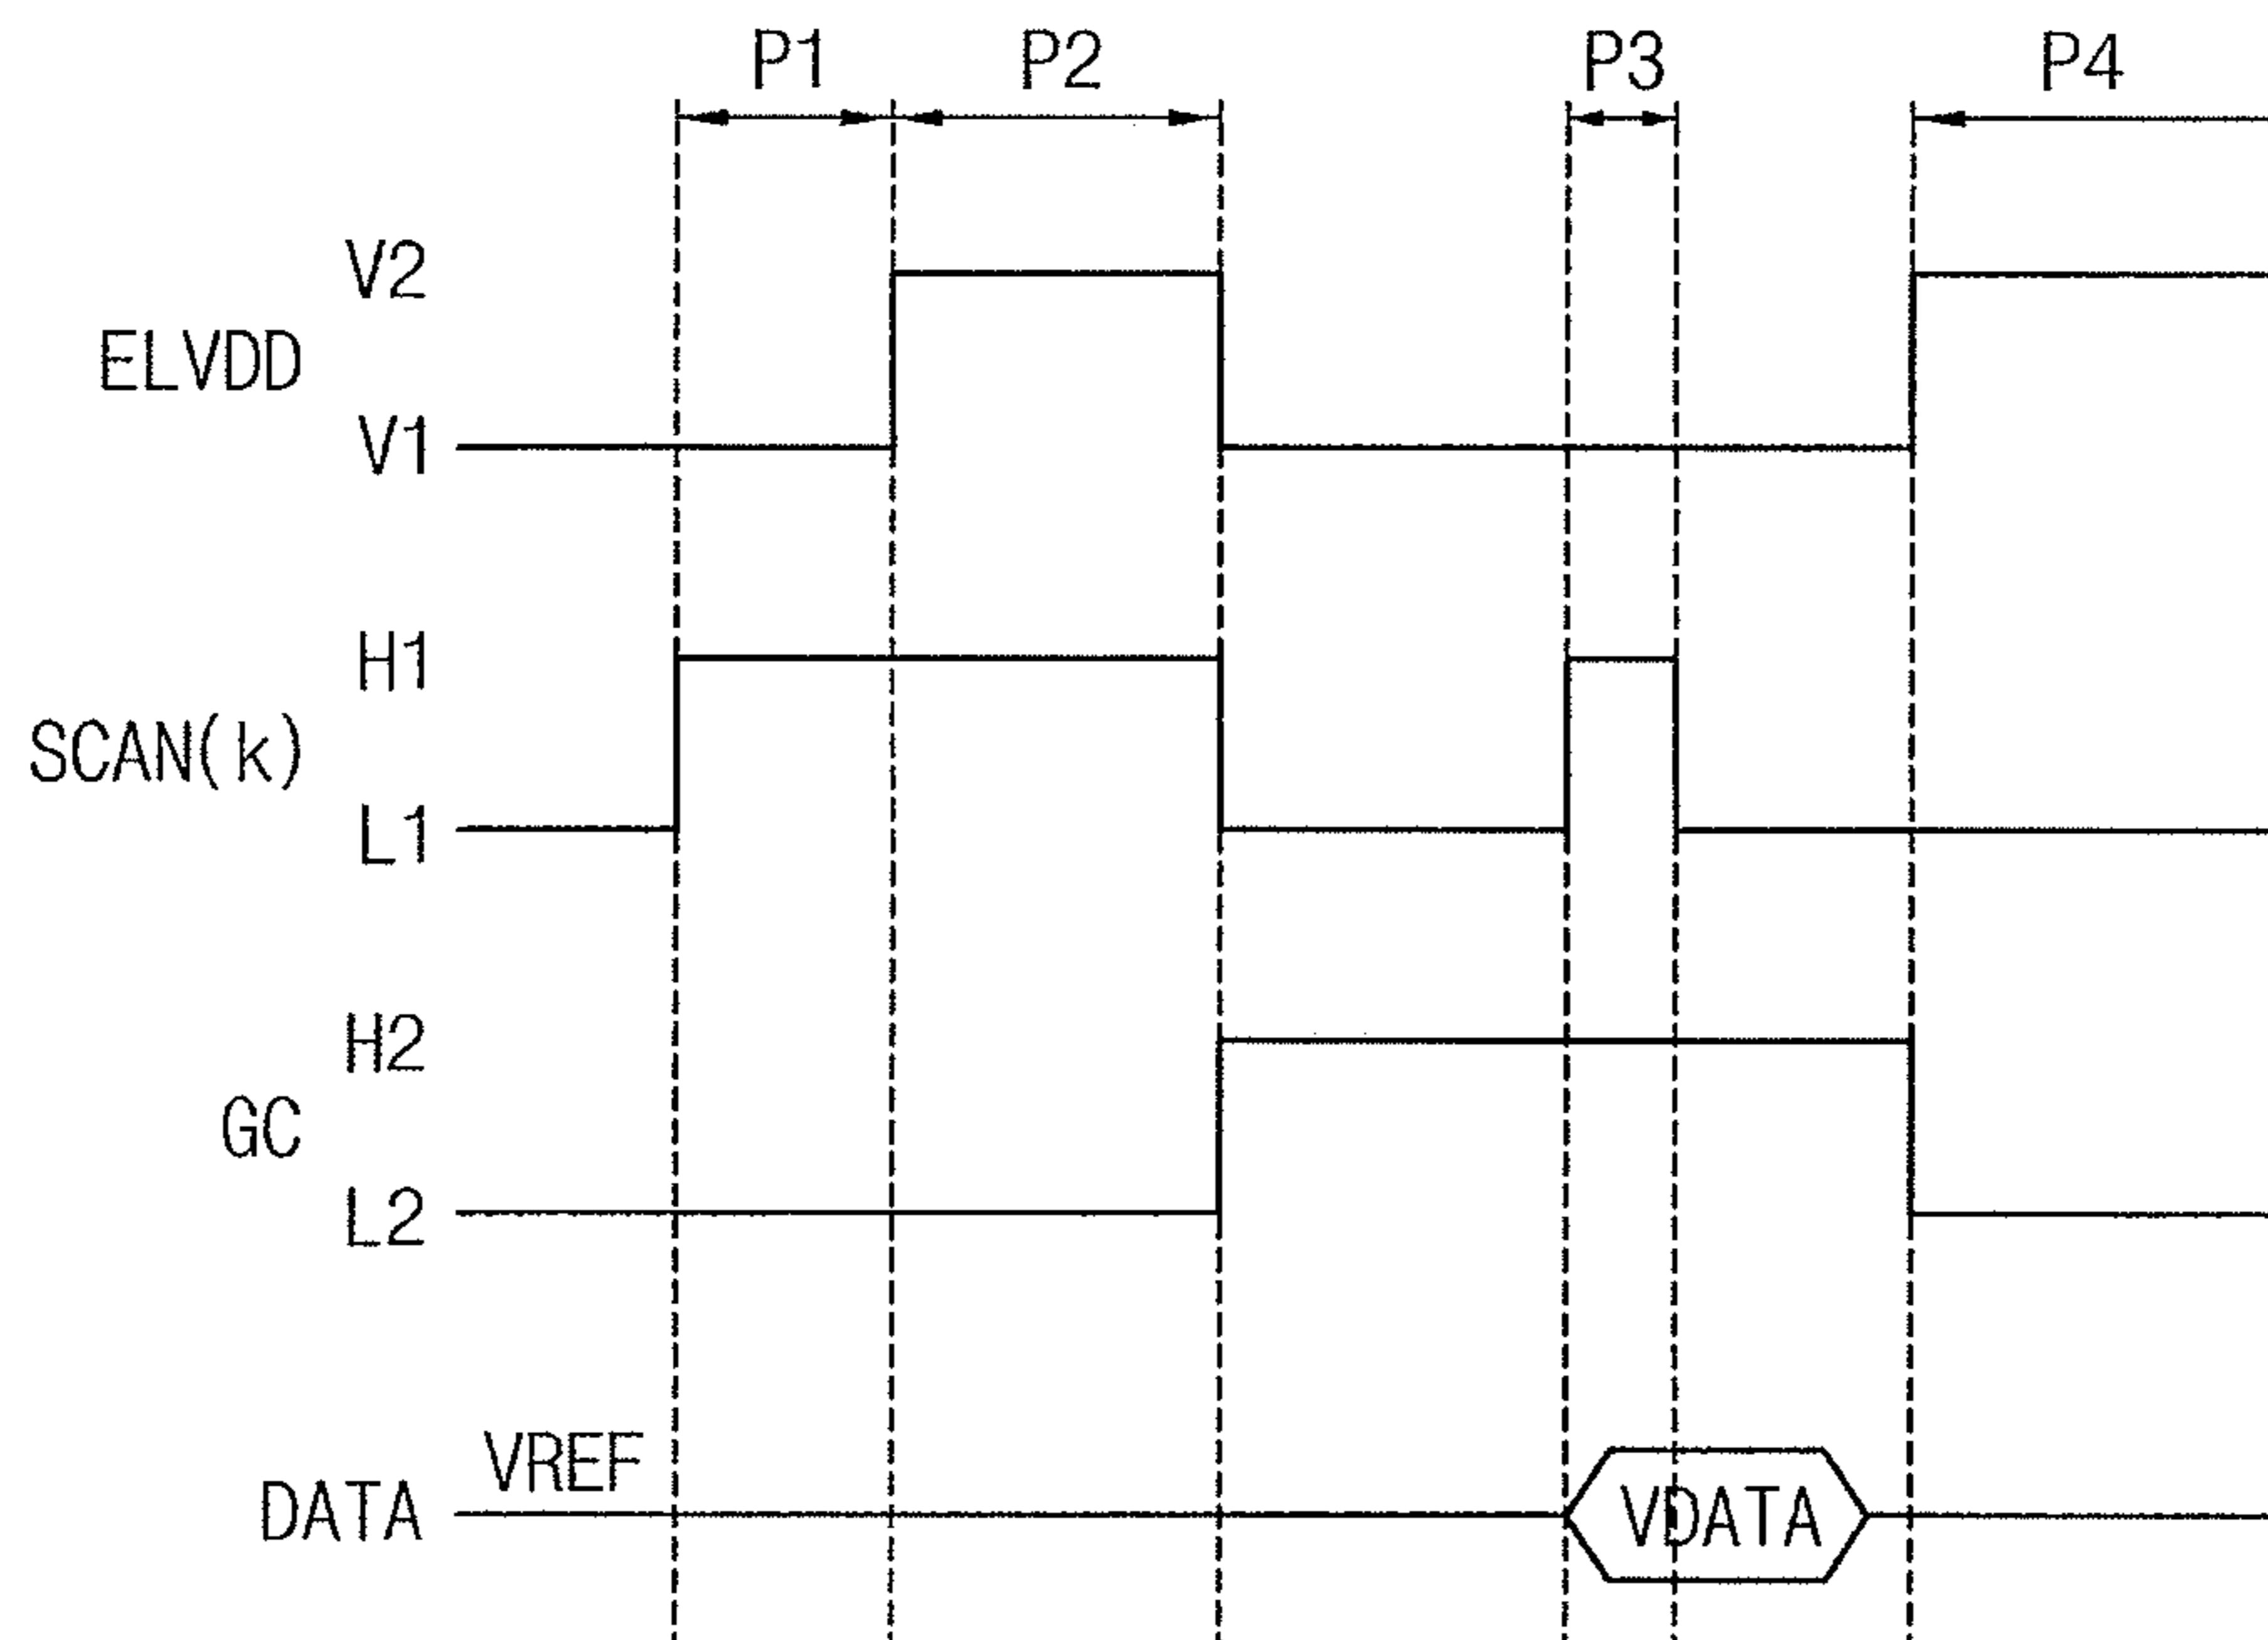 P1 P2 P3 P4
V2
ELVDD
V1
H1
SCAN(k)
L1
H2
GC
L2
VREF
DATA VDATA